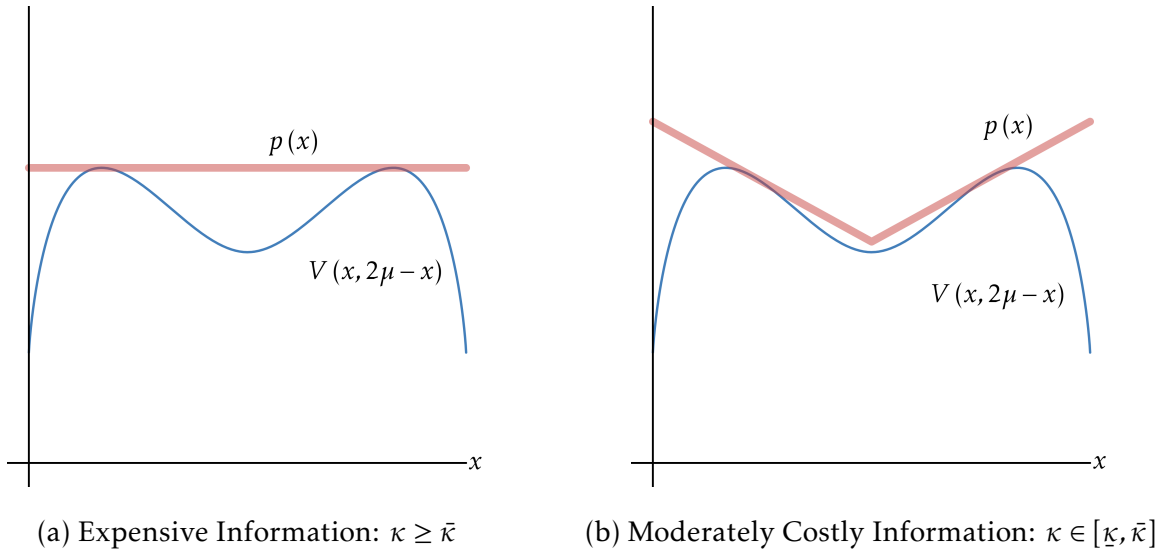 p(x)
V(x, 2μ − x)
x
(a) Expensive Information: κ ≥ κ̄
p(x)
V(x, 2μ − x)
x
(b) Moderately Costly Information: κ ∈ [κ̲, κ̄]